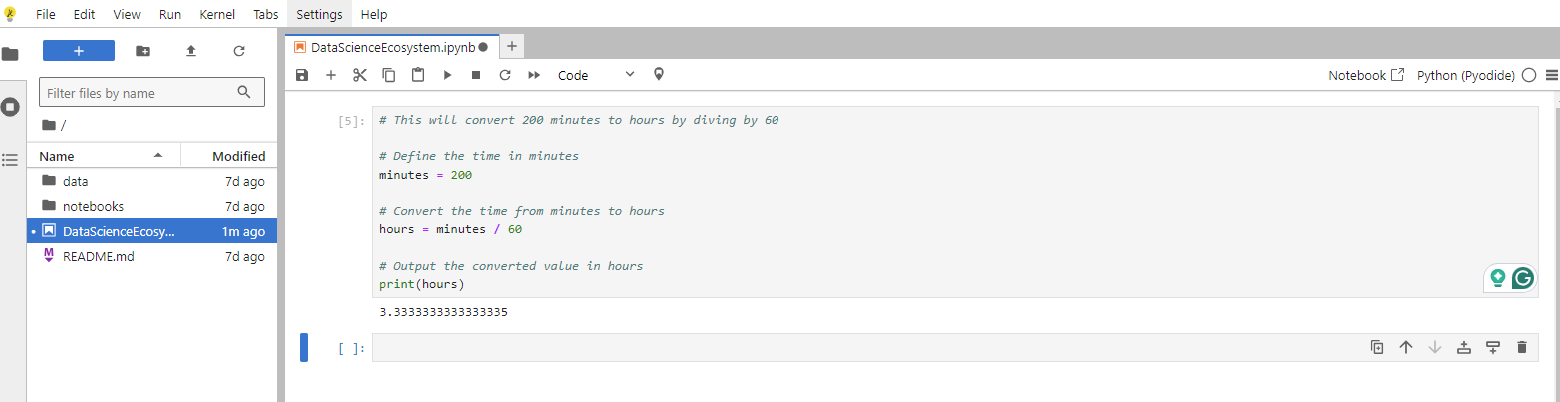 File Edit View Run Kernel Tabs Settings Help
DataScienceEcosystem.ipynb
Code
Notebook
Python (Pyodide)
Filter files by name
/
Name Modified
data 7d ago
notebooks 7d ago
DataScienceEcosy... 1m ago
README.md 7d ago
[5]:
# This will convert 200 minutes to hours by diving by 60
# Define the time in minutes
minutes = 200
# Convert the time from minutes to hours
hours = minutes / 60
# Output the converted value in hours
print(hours)
3.3333333333333335
[ ]: